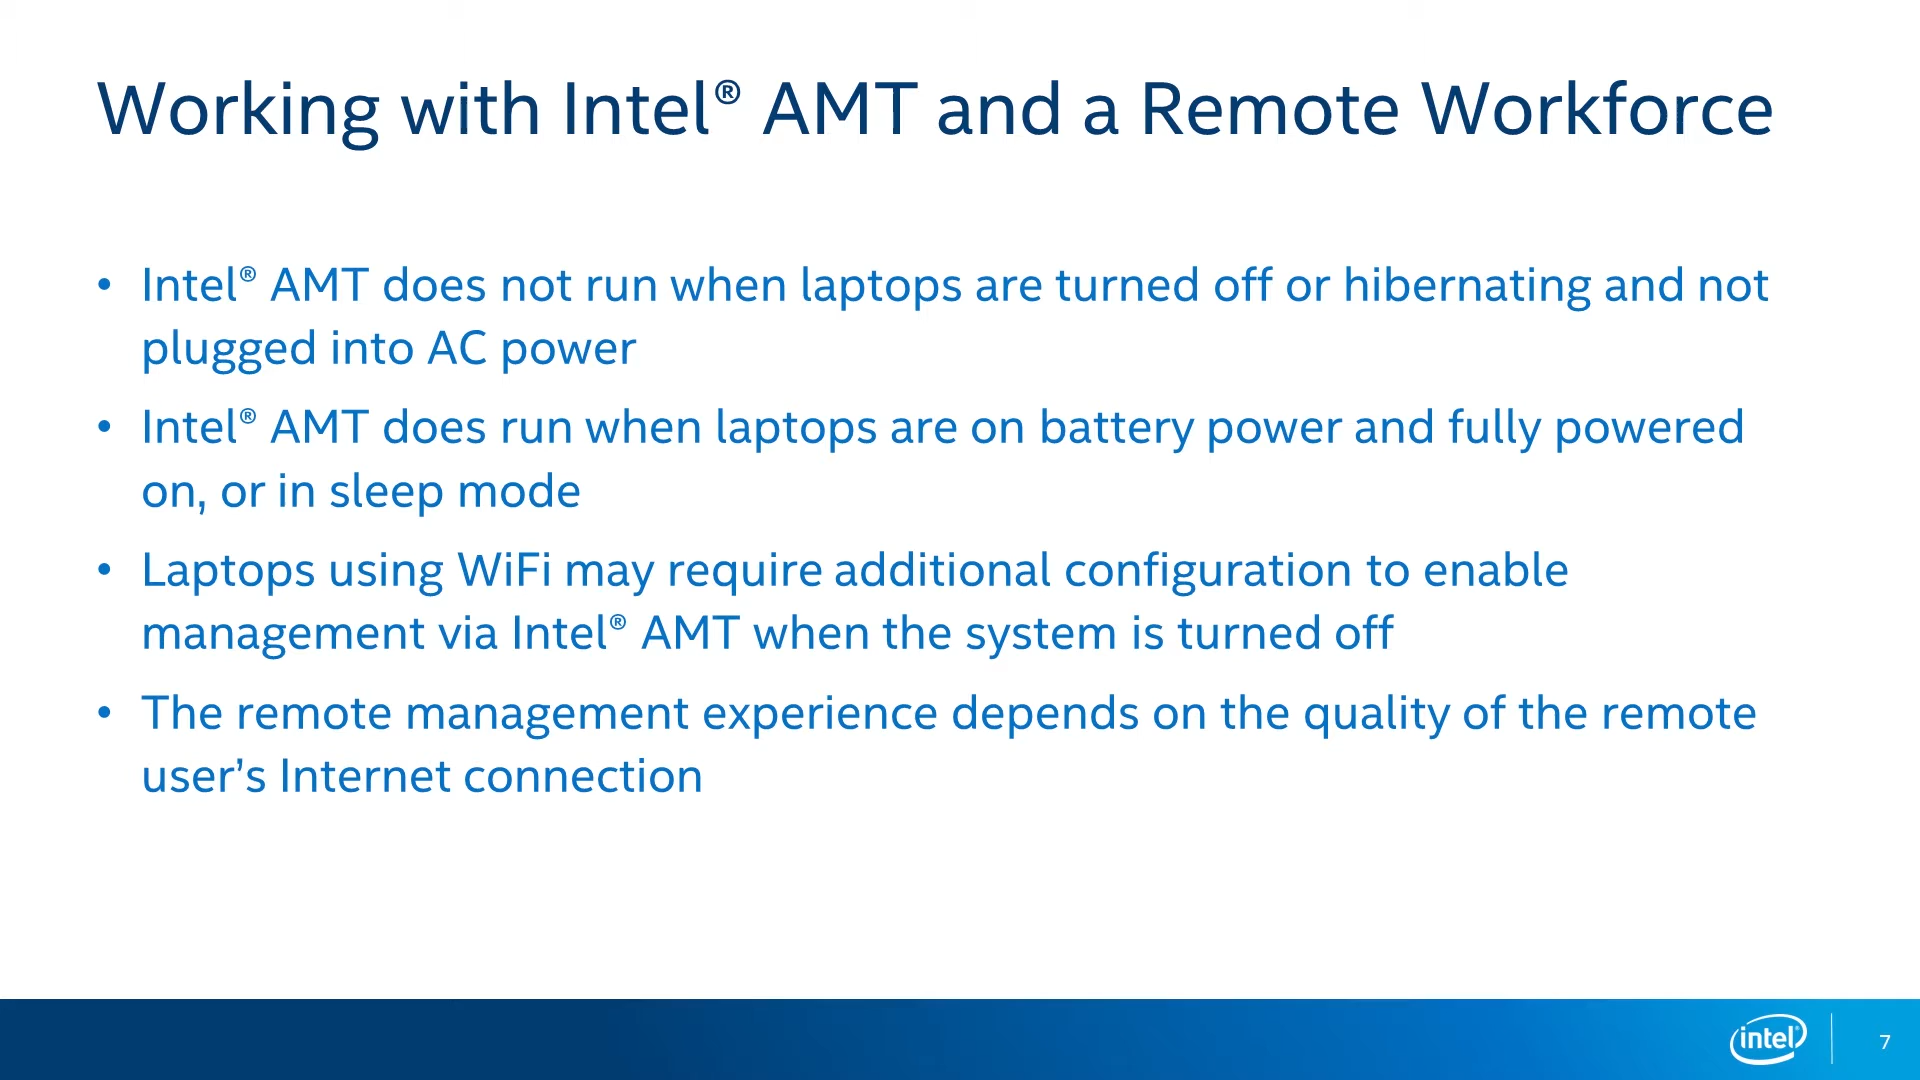 Working with Intel® AMT and a Remote Workforce
• Intel® AMT does not run when laptops are turned off or hibernating and not
plugged into AC power
• Intel® AMT does run when laptops are on battery power and fully powered
on, or in sleep mode
• Laptops using WiFi may require additional configuration to enable
management via Intel® AMT when the system is turned off
• The remote management experience depends on the quality of the remote
user’s Internet connection
intel®
7